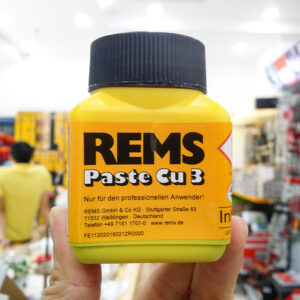 REMS
Paste Cu 3
Nur für den professionellen Anwender!
REMS GmbH & Co KG · Stuttgarter Straße 83
71332 Waiblingen · Deutschland
Telefon +49 7151 1707-0 · www.rems.de
In